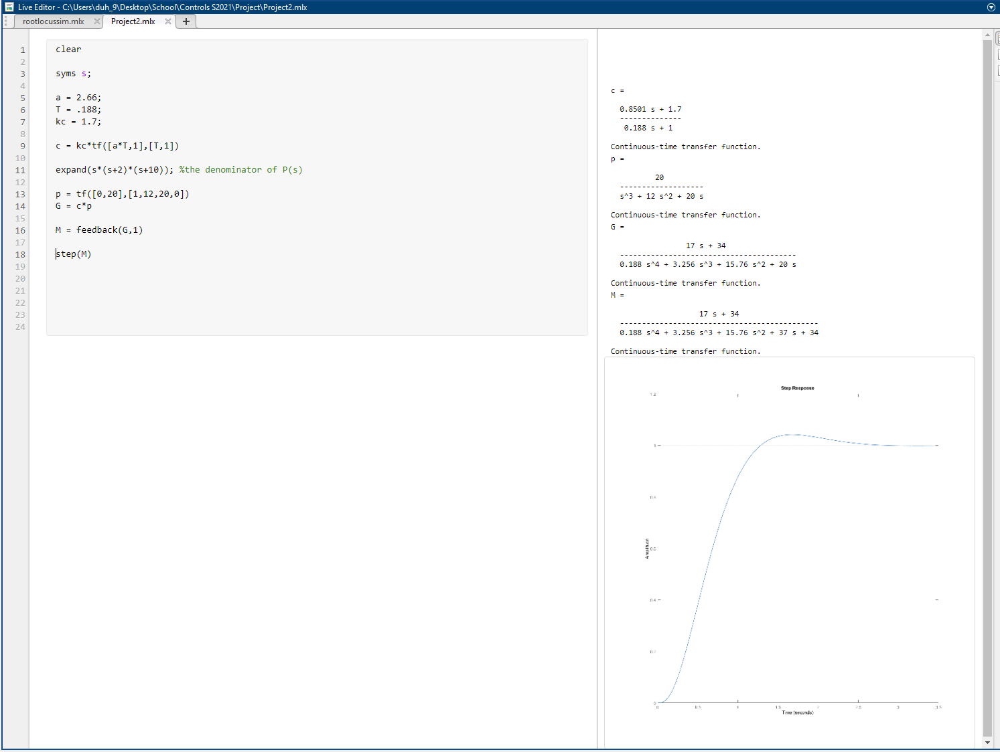 Live Editor - C:\Users\duh_9\Desktop\School\Controls S2021\Project\Project2.mlx
rootlocussim.mlx
Project2.mlx
1 clear
2
3 syms s;
4
5 a = 2.66;
6 T = .188;
7 kc = 1.7;
8
9 c = kc*tf([a*T,1],[T,1])
10
11 expand(s*(s+2)*(s+10)); %the denominator of P(s)
12
13 p = tf([0,20],[1,12,20,0])
14 G = c*p
15
16 M = feedback(G,1)
17
18 step(M)
19
20
21
22
23
24
c =
0.8501 s + 1.7
--------------
0.188 s + 1
Continuous-time transfer function.
p =
20
-------------------
s^3 + 12 s^2 + 20 s
Continuous-time transfer function.
G =
17 s + 34
----------------------------------------
0.188 s^4 + 3.256 s^3 + 15.76 s^2 + 20 s
Continuous-time transfer function.
M =
17 s + 34
---------------------------------------------
0.188 s^4 + 3.256 s^3 + 15.76 s^2 + 37 s + 34
Continuous-time transfer function.
Step Response
1.2
1
0.8
0.6
0.4
0.2
0
Amplitude
0 0.5 1 1.5 2 2.5 3 3.5
Time (seconds)